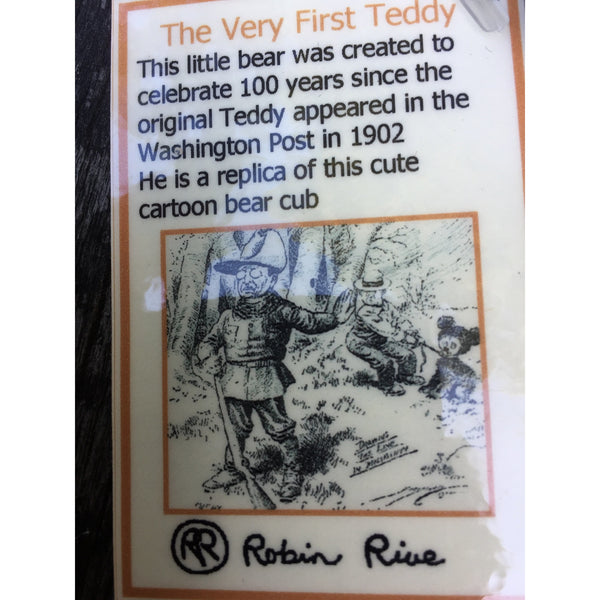 The Very First Teddy
This little bear was created to
celebrate 100 years since the
original Teddy appeared in the
Washington Post in 1902
He is a replica of this cute
cartoon bear cub
DRAWING
THE LINE
IN MISSISSIPPI
RR Robin Rive